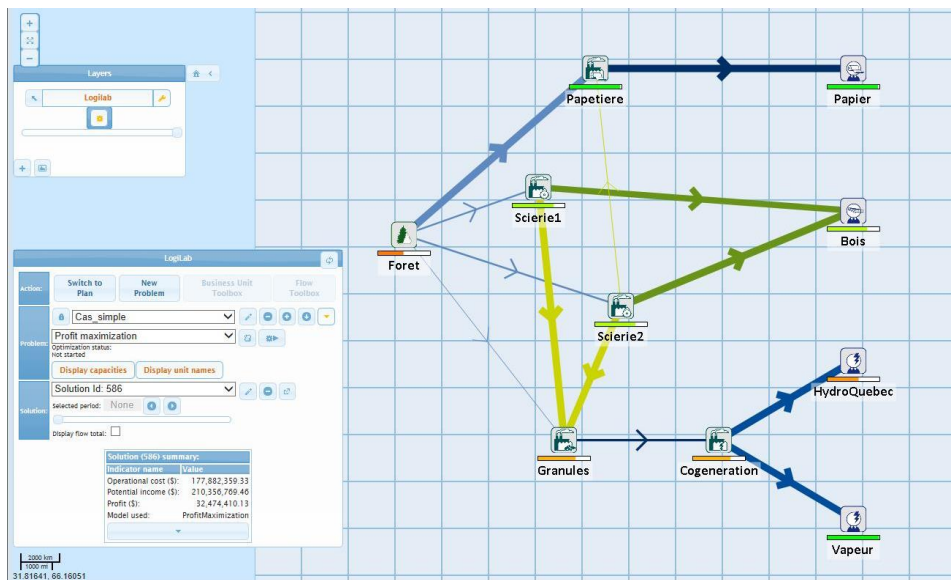 Layers
Logilab
LogiLab
Action:
Switch to Plan
New Problem
Business Unit Toolbox
Flow Toolbox
Problem:
Cas_simple
Profit maximization
Optimization status:
Not started
Display capacities
Display unit names
Solution:
Solution Id: 586
Selected period: None
Display flow total:
Solution (586) summary:
Indicator name Value
Operational cost ($): 177,882,359.33
Potential income ($): 210,356,769.46
Profit ($): 32,474,410.13
Model used: ProfitMaximization
2000 km
1000 mi
31.81641, 66.16051
Papetiere
Papier
Scierie1
Bois
Foret
Scierie2
HydroQuebec
Granules
Cogeneration
Vapeur